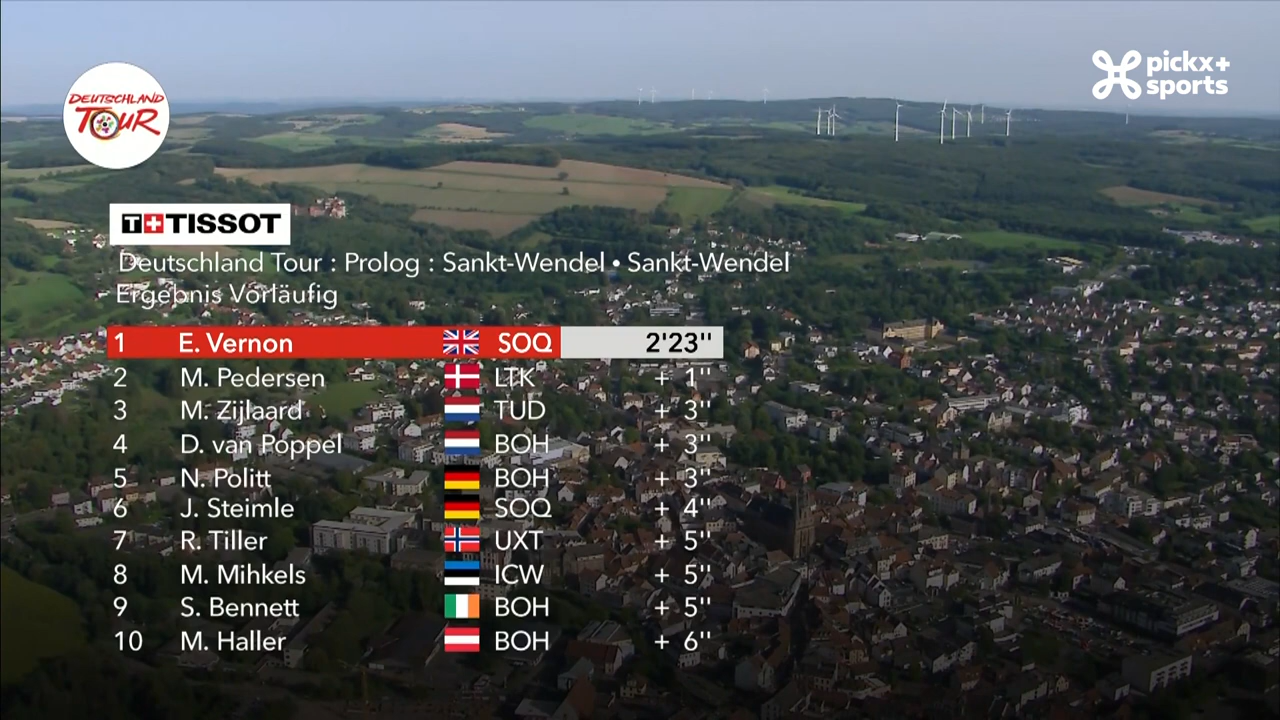 DEUTSCHLAND
TOUR
pickx+
sports
T+ TISSOT
Deutschland Tour : Prolog : Sankt-Wendel • Sankt-Wendel
Ergebnis Vorläufig
1 E. Vernon SOQ 2'23''
2 M. Pedersen LTK + 1''
3 M. Zijlaard TUD + 3''
4 D. van Poppel BOH + 3''
5 N. Politt BOH + 3''
6 J. Steimle SOQ + 4''
7 R. Tiller UXT + 5''
8 M. Mihkels ICW + 5''
9 S. Bennett BOH + 5''
10 M. Haller BOH + 6''